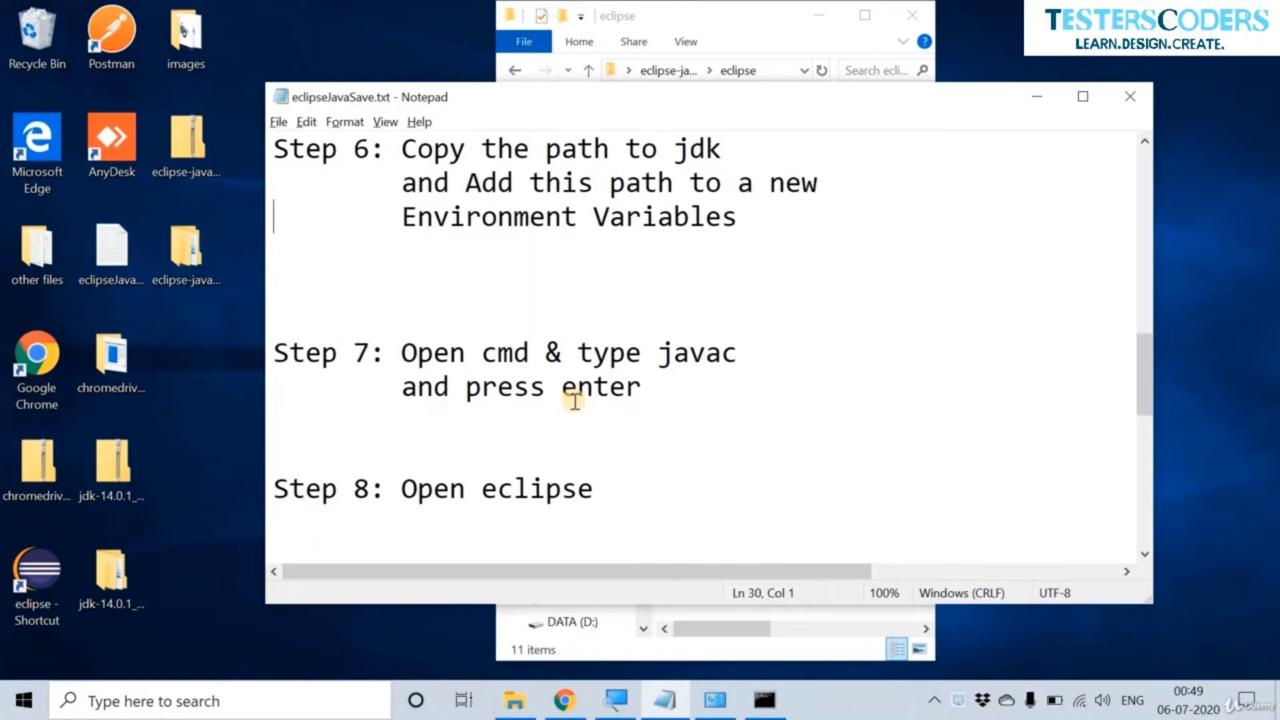 Recycle Bin
Postman
images
Microsoft
Edge
AnyDesk
eclipse-java...
other files
eclipseJava...
eclipse-java...
Google
Chrome
chromedriv...
chromedriv...
jdk-14.0.1_...
eclipse -
Shortcut
jdk-14.0.1_...
eclipse
File Home Share View
eclipse-ja... eclipse
Search ecli...
TESTERSCODERS
LEARN.DESIGN.CREATE.
eclipseJavaSave.txt - Notepad
File Edit Format View Help
Step 6: Copy the path to jdk
and Add this path to a new
Environment Variables
Step 7: Open cmd & type javac
and press enter
Step 8: Open eclipse
Ln 30, Col 1 100% Windows (CRLF) UTF-8
DATA (D:)
11 items
Type here to search
ENG
00:49
06-07-2020
Udemy